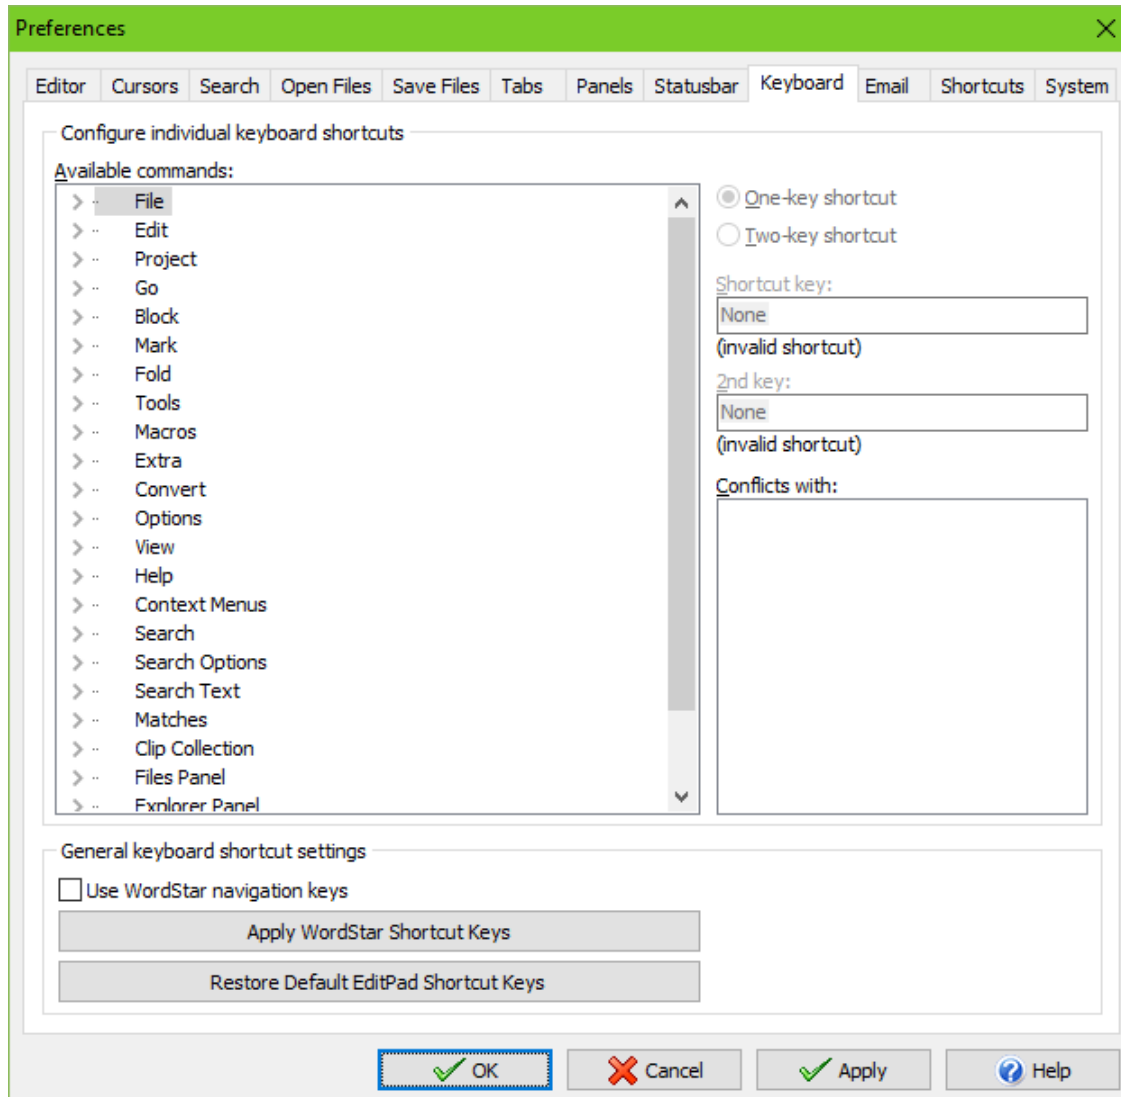 Preferences
Editor Cursors Search Open Files Save Files Tabs Panels Statusbar Keyboard Email Shortcuts System
Configure individual keyboard shortcuts
Available commands:
File
Edit
Project
Go
Block
Mark
Fold
Tools
Macros
Extra
Convert
Options
View
Help
Context Menus
Search
Search Options
Search Text
Matches
Clip Collection
Files Panel
Explorer Panel
One-key shortcut
Two-key shortcut
Shortcut key:
None
(invalid shortcut)
2nd key:
None
(invalid shortcut)
Conflicts with:
General keyboard shortcut settings
Use WordStar navigation keys
Apply WordStar Shortcut Keys
Restore Default EditPad Shortcut Keys
OK Cancel Apply Help